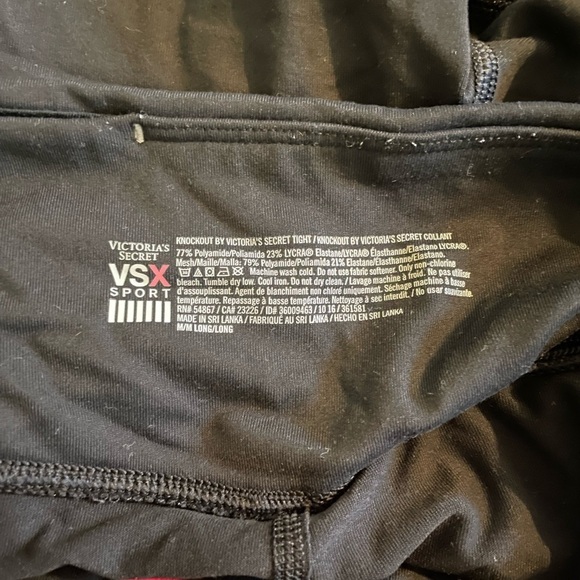 VICTORIA'S
SECRET
VSX
SPORT
KNOCKOUT BY VICTORIA'S SECRET TIGHT / KNOCKOUT BY VICTORIA'S SECRET COLLANT
77% Polyamide/Poliamida 23% LYCRA® Elastane/LYCRA® Élasthanne/Elastano LYCRA®.
Mesh/Maille/Malla: 79% Polyamide/Poliamida 21% Elastane/Élasthanne/Elastano.
Machine wash cold. Do not use fabric softener. Only non-chlorine
bleach. Tumble dry low. Cool iron. Do not dry clean. / Lavage machine à froid. Ne pas utiliser
d'assouplissant. Agent de blanchiment non chloré uniquement. Séchage machine à basse
température. Repassage à basse température. Nettoyage à sec interdit. / No usar suavizante.
RN# 54867 / CA# 23226 / ID# 36009463 / 10 16 / 361581
MADE IN SRI LANKA / FABRIQUÉ AU SRI LANKA / HECHO EN SRI LANKA
M/M LONG/LONG